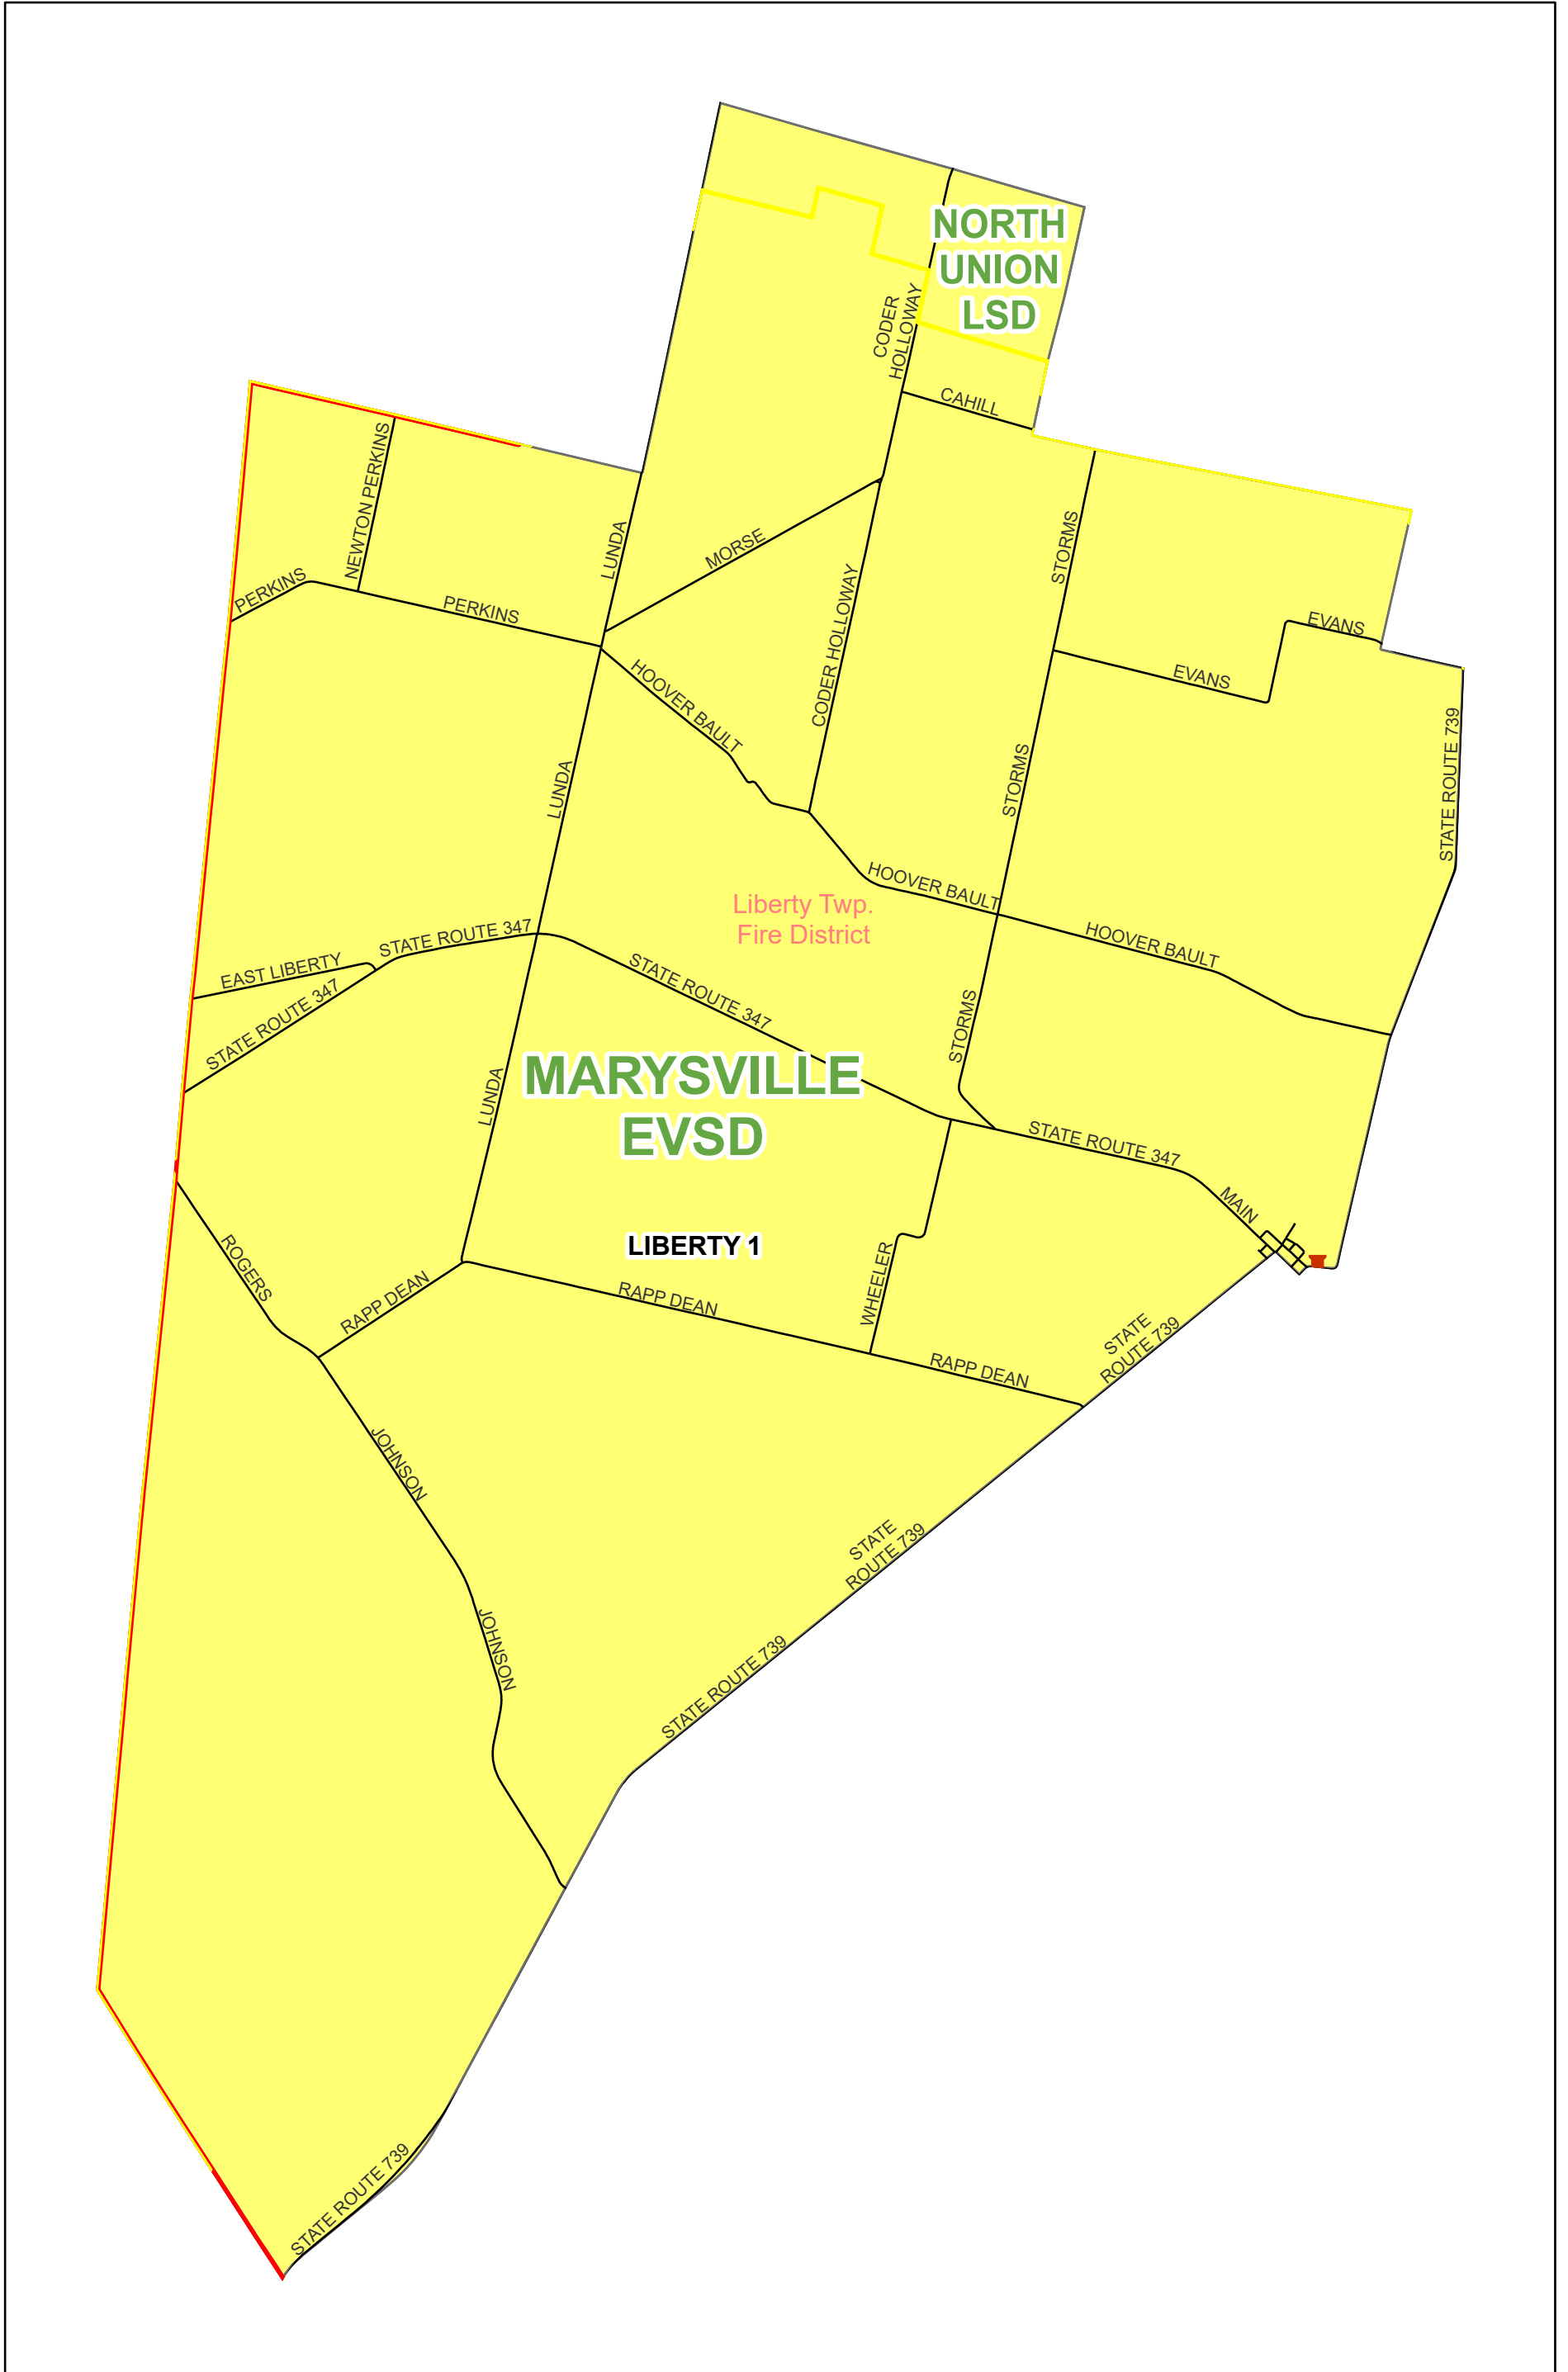 NORTH
UNION
LSD
CODER
HOLLOWAY
CAHILL
NEWTON PERKINS
LUNDA
MORSE
STORMS
PERKINS
PERKINS
CODER HOLLOWAY
EVANS
EVANS
HOOVER BAULT
STATE ROUTE 739
LUNDA
STORMS
HOOVER BAULT
Liberty Twp.
Fire District
STATE ROUTE 347
HOOVER BAULT
EAST LIBERTY
STATE ROUTE 347
STATE ROUTE 347
STORMS
MARYSVILLE
EVSD
LUNDA
STATE ROUTE 347
MAIN
LIBERTY 1
ROGERS
RAPP DEAN
RAPP DEAN
WHEELER
STATE
ROUTE 739
RAPP DEAN
JOHNSON
STATE
ROUTE 739
JOHNSON
STATE ROUTE 739
STATE ROUTE 739